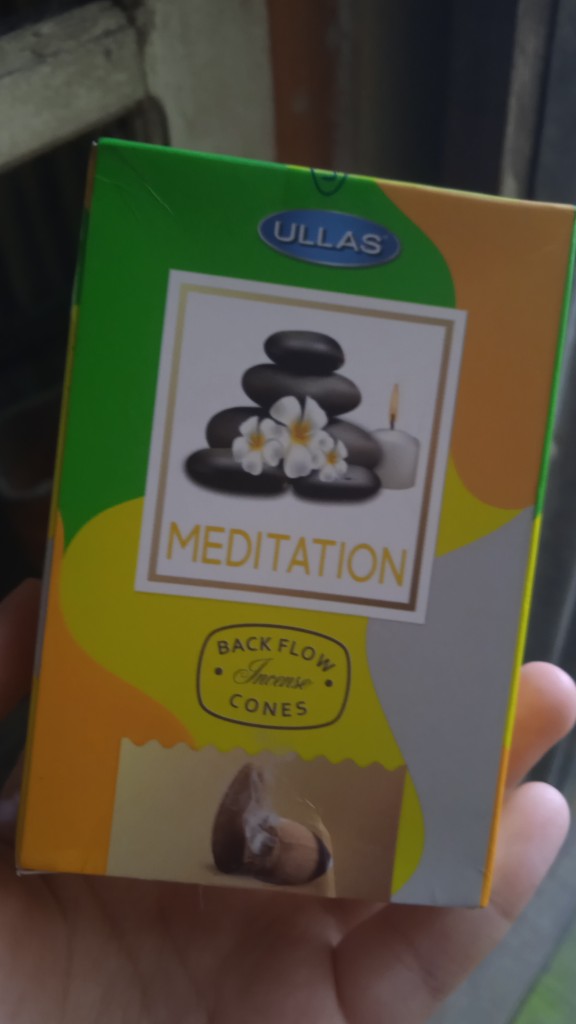 ULLAS
MEDITATION
BACK FLOW
Incense
CONES